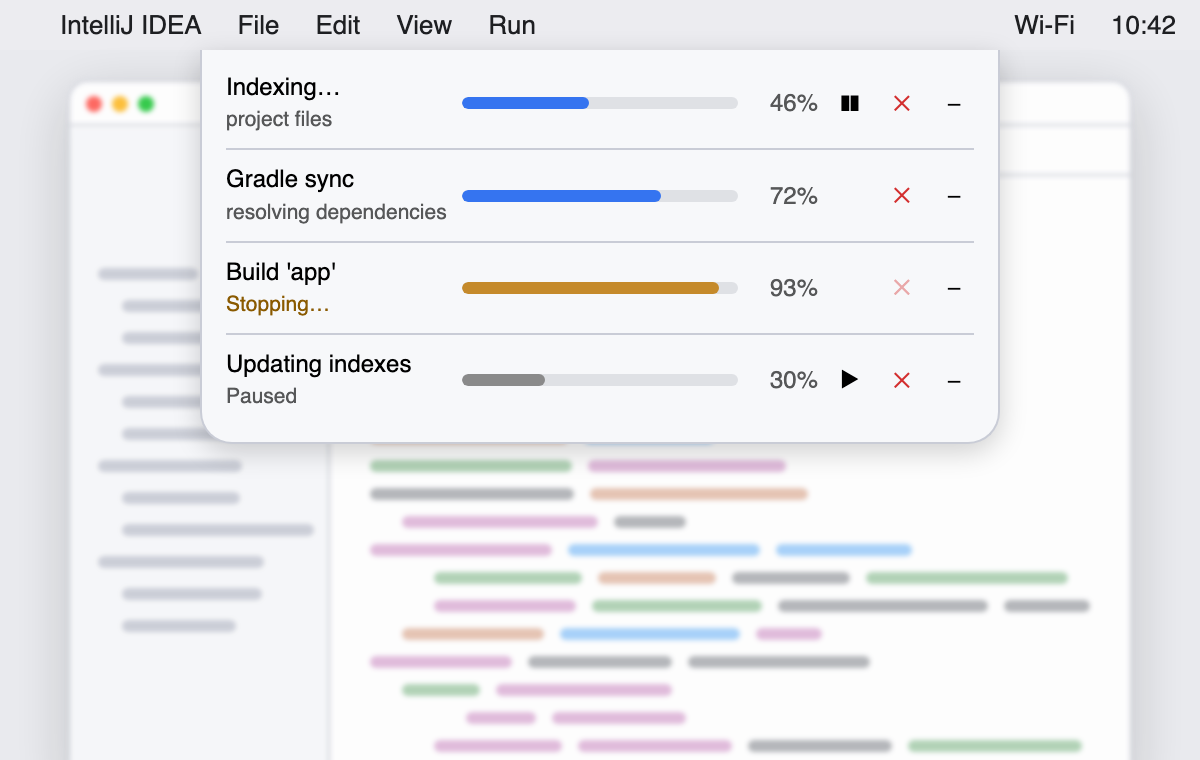 IntelliJ IDEA File Edit View Run Wi-Fi 10:42
Indexing… 46%
project files
Gradle sync 72%
resolving dependencies
Build 'app' 93%
Stopping…
Updating indexes 30%
Paused